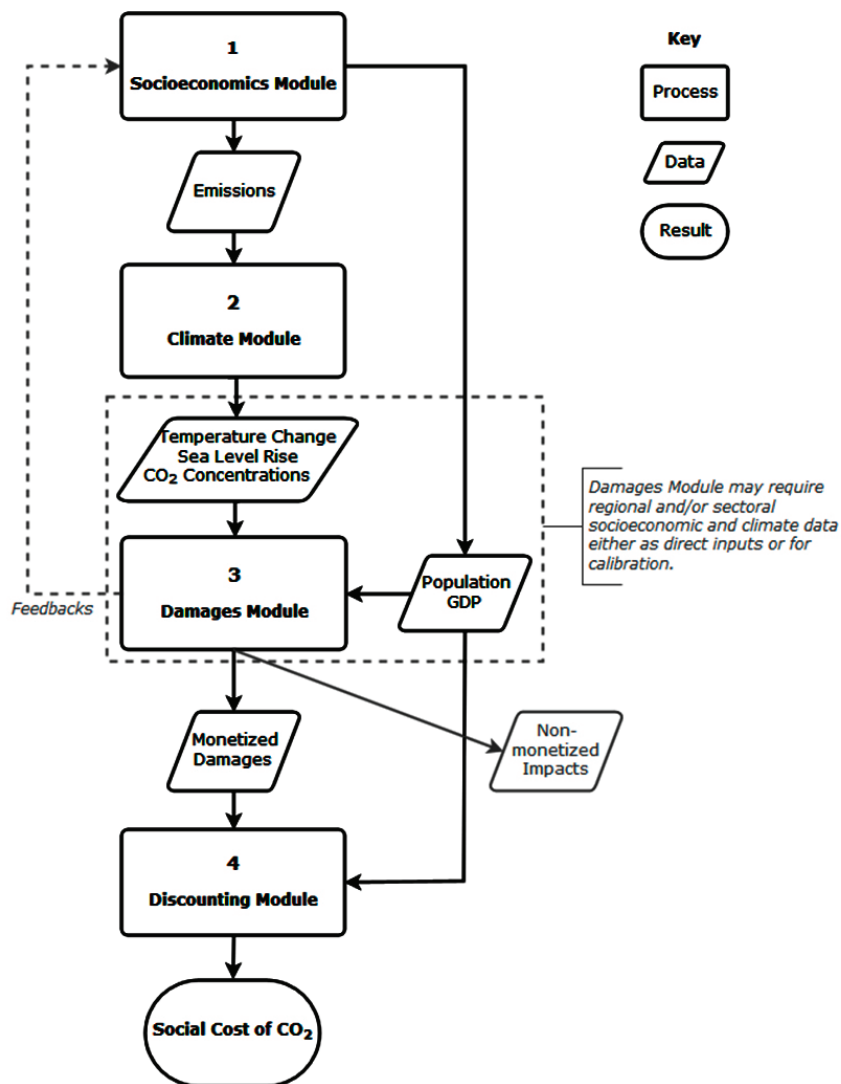 1
Socioeconomics Module
Key
Process
Data
Result
Emissions
2
Climate Module
Temperature Change
Sea Level Rise
CO₂ Concentrations
Damages Module may require
regional and/or sectoral
socioeconomic and climate data
either as direct inputs or for
calibration.
3
Damages Module
Population
GDP
Feedbacks
Monetized
Damages
Non-
monetized
Impacts
4
Discounting Module
Social Cost of CO₂